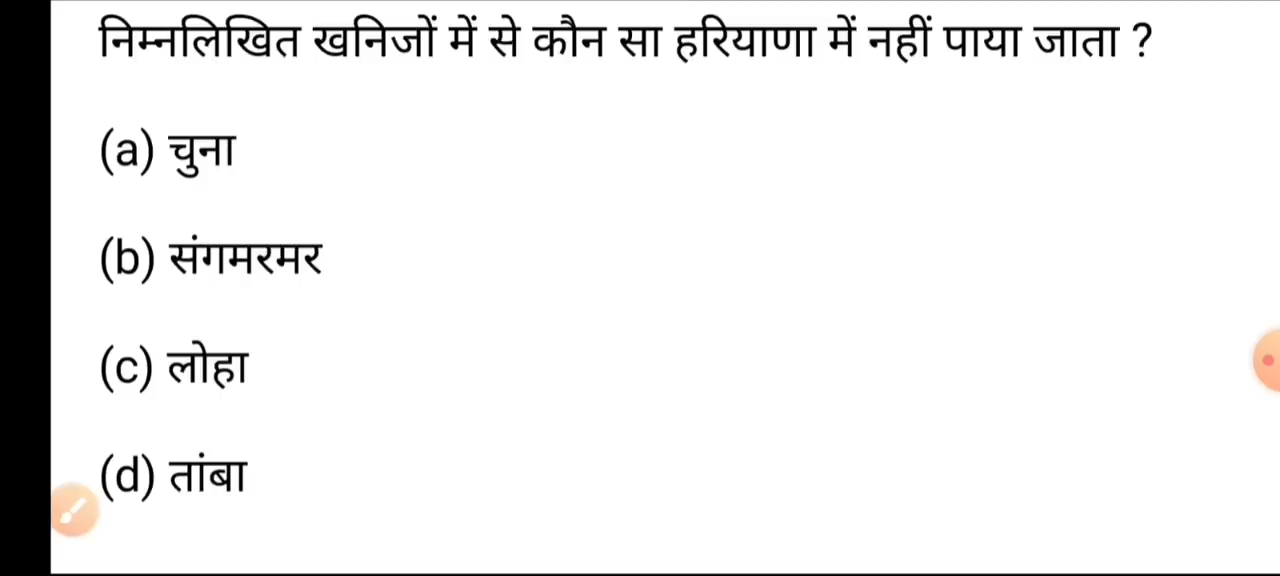 निम्नलिखित खनिजों में से कौन सा हरियाणा में नहीं पाया जाता ?
(a) चुना
(b) संगमरमर
(c) लोहा
(d) तांबा